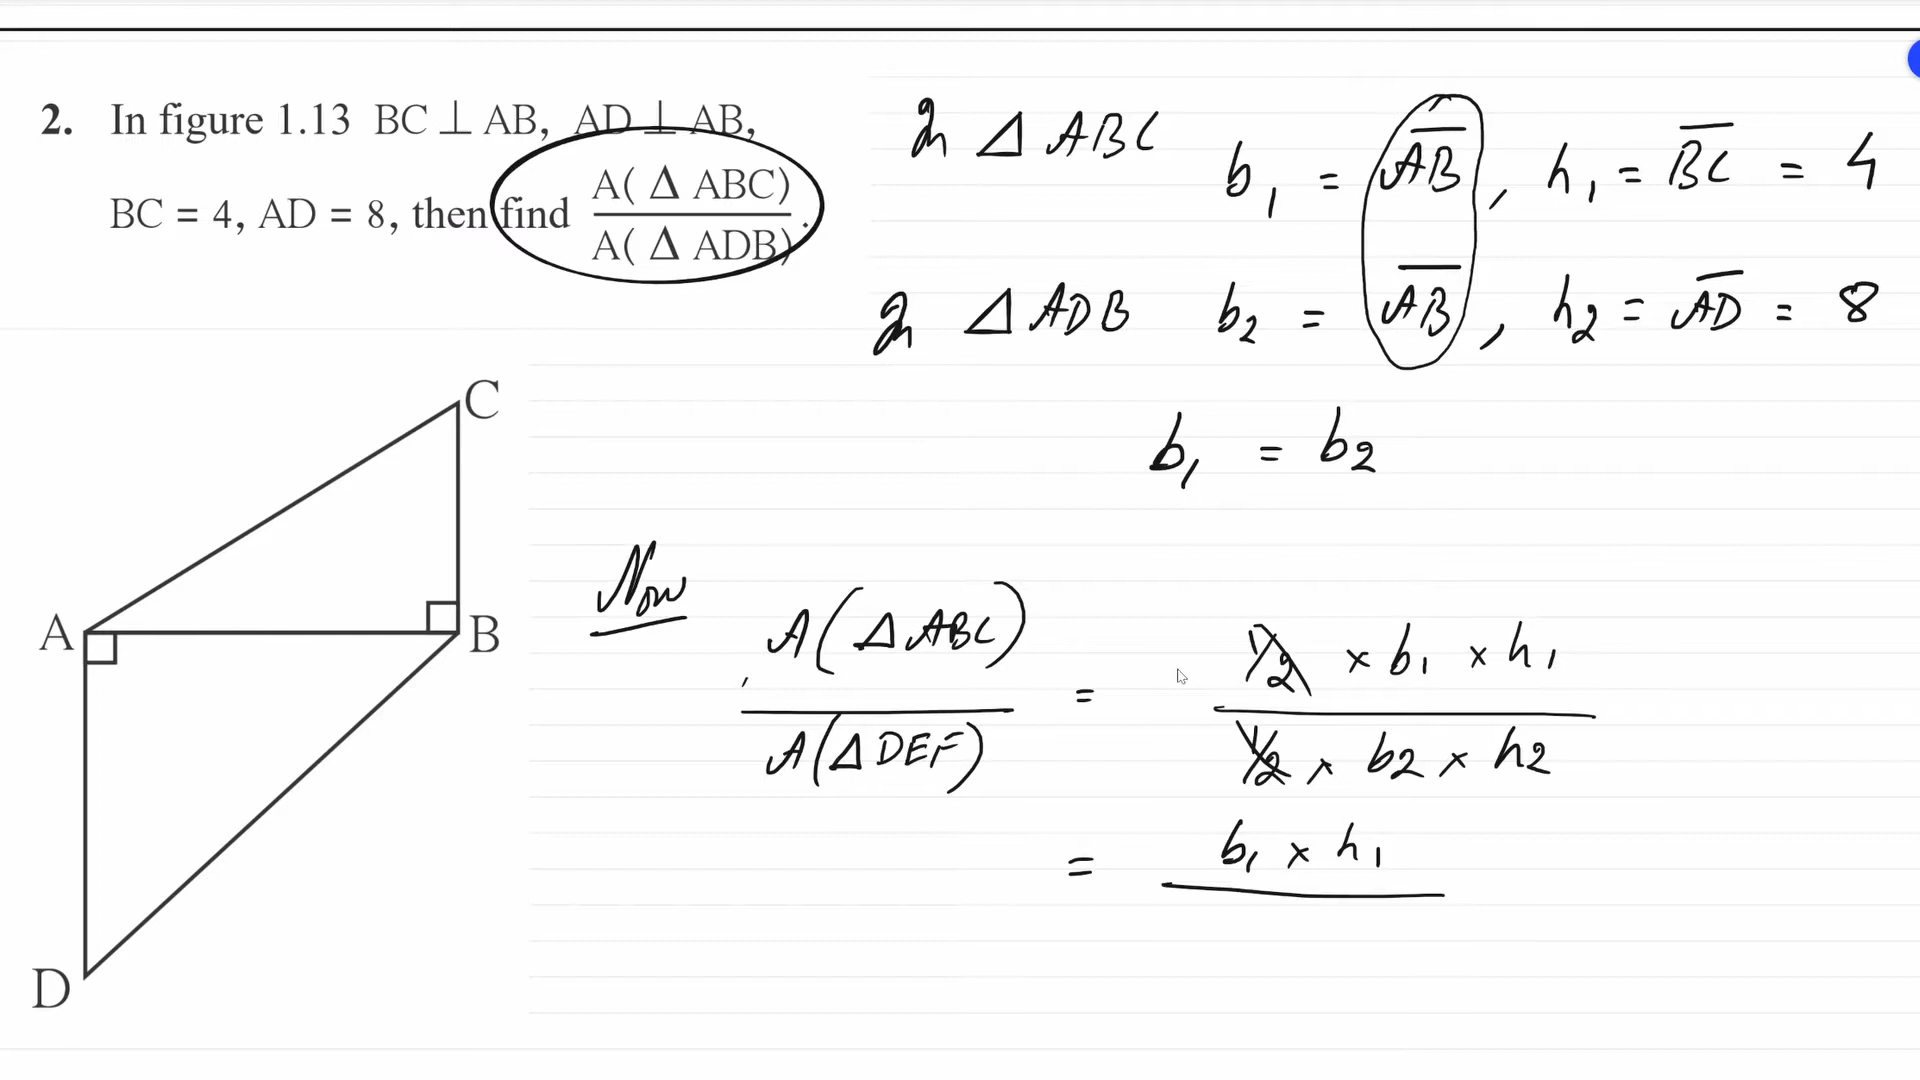 2. In figure 1.13 BC ⊥ AB, AD ⊥ AB,
BC = 4, AD = 8, then find A( Δ ABC) / A( Δ ADB) .
In Δ ABC b₁ = AB , h₁ = BC = 4
In Δ ADB b₂ = AB , h₂ = AD = 8
b₁ = b₂
C
A
B
D
Now
A(Δ ABC) / A(Δ DEF) = 1/2 × b₁ × h₁ / 1/2 × b₂ × h₂
= b₁ × h₁